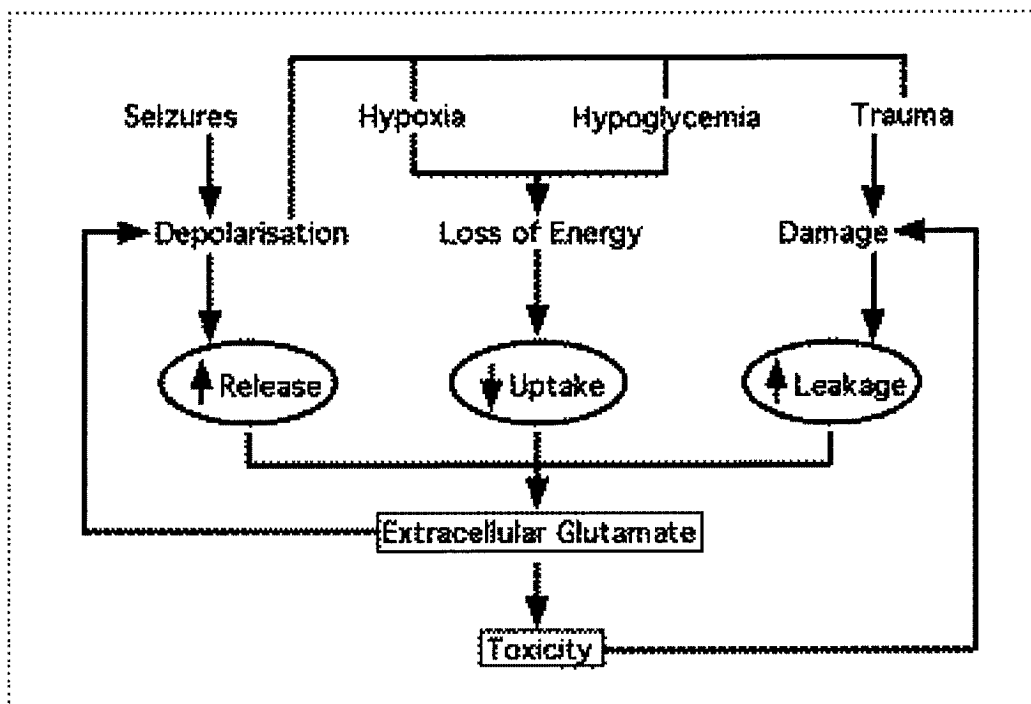 Seizures Hypoxia Hypoglycemia Trauma
Depolarisation Loss of Energy Damage
Release Uptake Leakage
Extracellular Glutamate
Toxicity